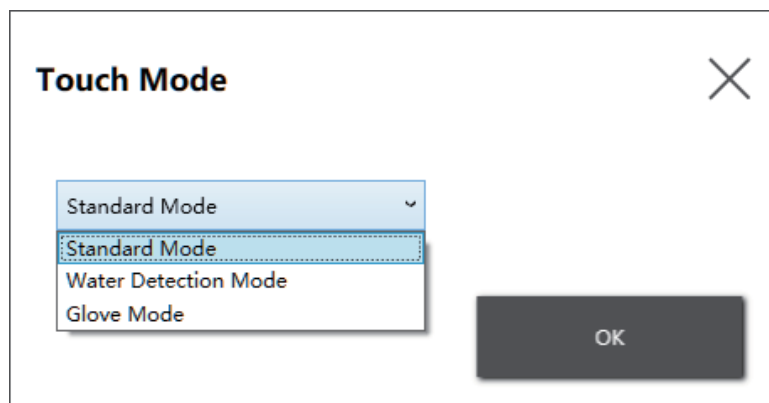 Touch Mode
Standard Mode
Standard Mode
Water Detection Mode
Glove Mode
OK